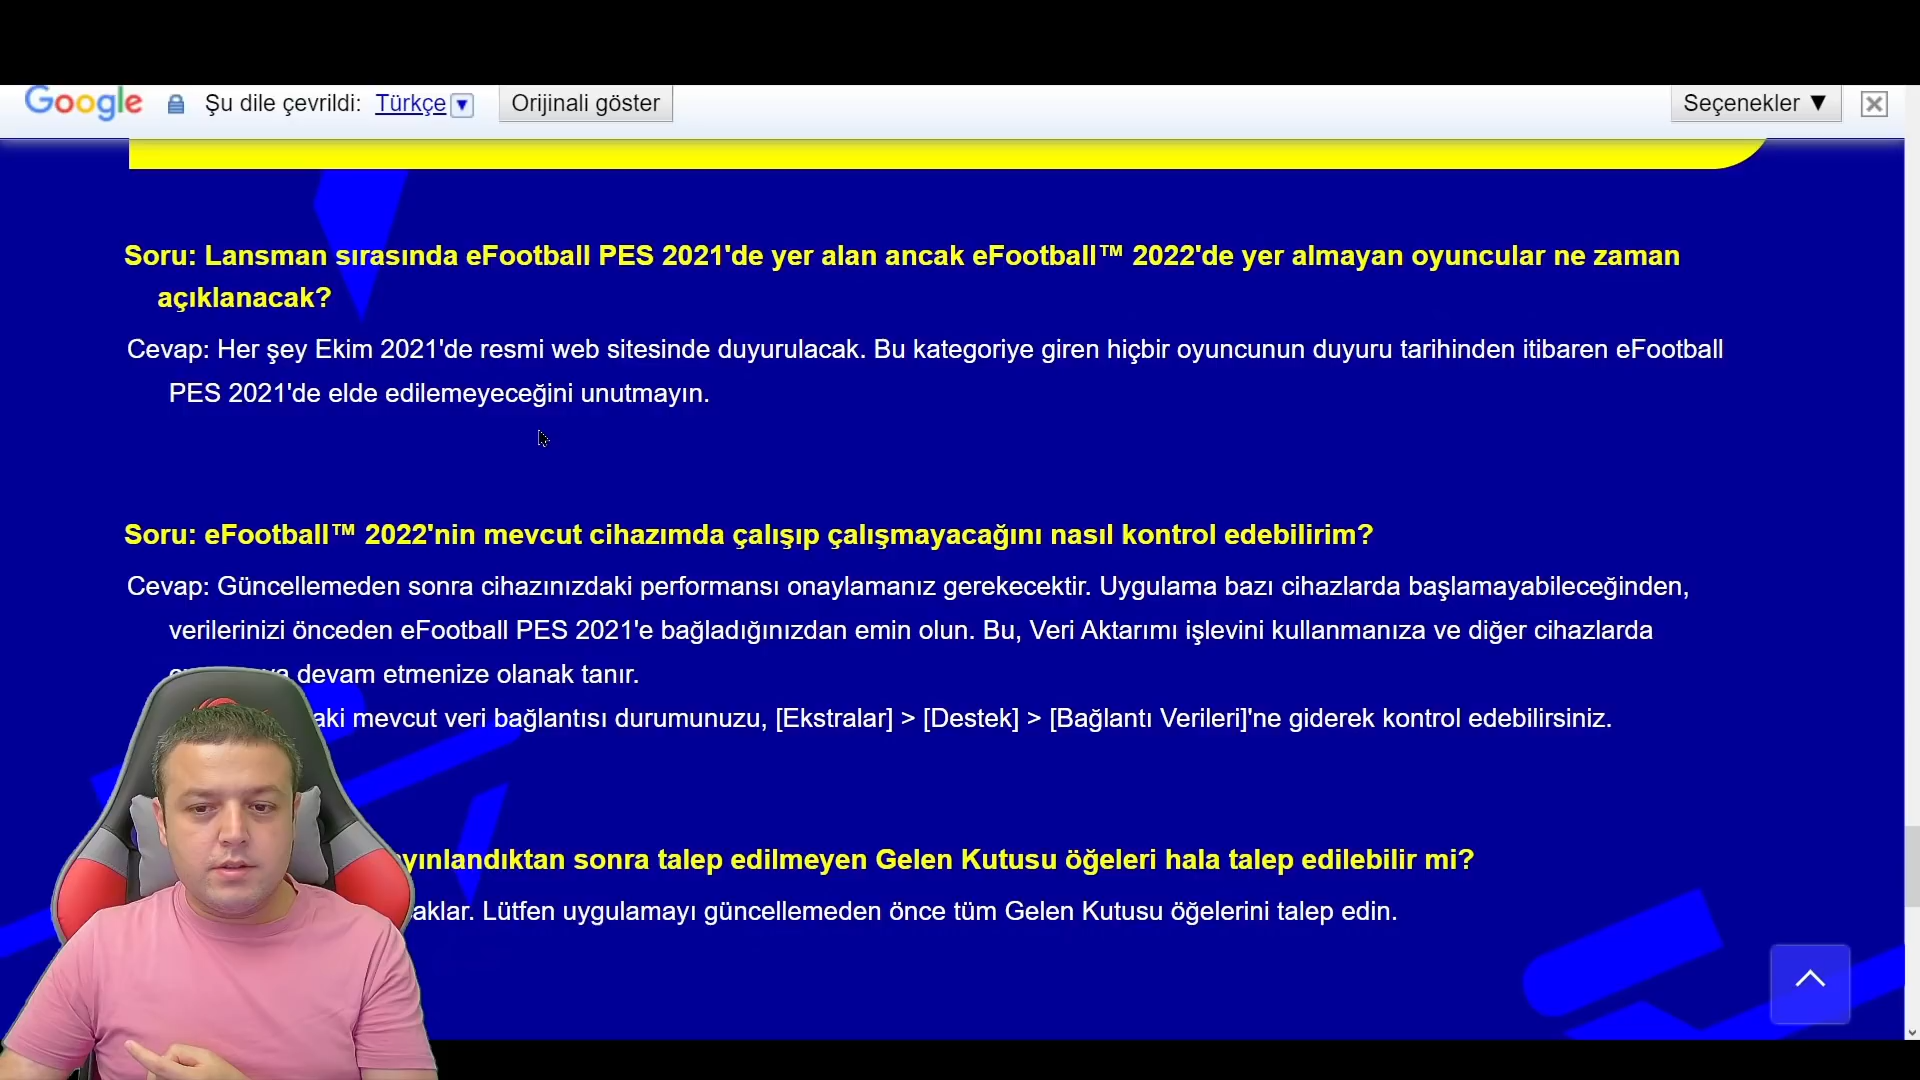 Google Şu dile çevrildi: Türkçe ▼ Orijinali göster Seçenekler ▼
Soru: Lansman sırasında eFootball PES 2021'de yer alan ancak eFootball™ 2022'de yer almayan oyuncular ne zaman
açıklanacak?
Cevap: Her şey Ekim 2021'de resmi web sitesinde duyurulacak. Bu kategoriye giren hiçbir oyuncunun duyuru tarihinden itibaren eFootball
PES 2021'de elde edilemeyeceğini unutmayın.
Soru: eFootball™ 2022'nin mevcut cihazımda çalışıp çalışmayacağını nasıl kontrol edebilirim?
Cevap: Güncellemeden sonra cihazınızdaki performansı onaylamanız gerekecektir. Uygulama bazı cihazlarda başlamayabileceğinden,
verilerinizi önceden eFootball PES 2021'e bağladığınızdan emin olun. Bu, Veri Aktarımı işlevini kullanmanıza ve diğer cihazlarda
devam etmenize olanak tanır.
mevcut veri bağlantısı durumunuzu, [Ekstralar] > [Destek] > [Bağlantı Verileri]'ne giderek kontrol edebilirsiniz.
sonra talep edilmeyen Gelen Kutusu öğeleri hala talep edilebilir mi?
Lütfen uygulamayı güncellemeden önce tüm Gelen Kutusu öğelerini talep edin.